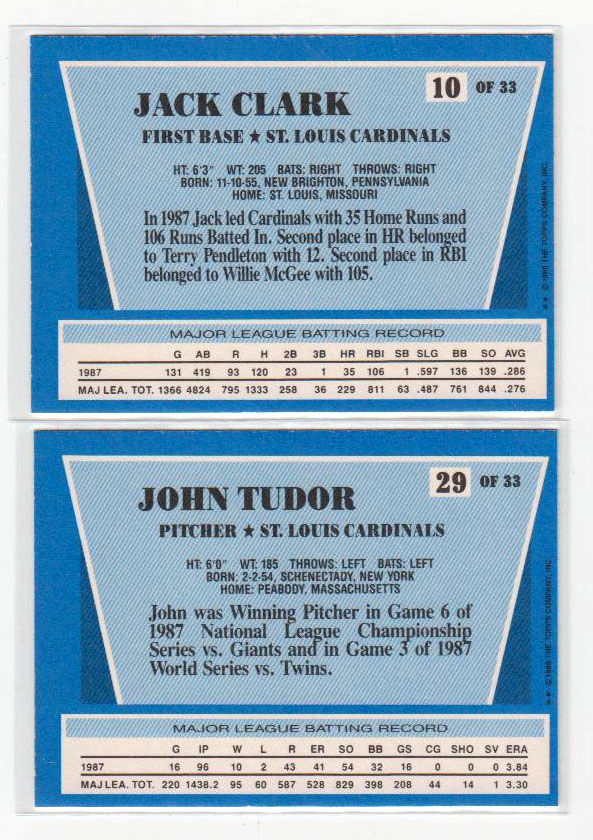 10 OF 33
JACK CLARK
FIRST BASE ★ ST. LOUIS CARDINALS
HT: 6'3" WT: 205 BATS: RIGHT THROWS: RIGHT
BORN: 11-10-55, NEW BRIGHTON, PENNSYLVANIA
HOME: ST. LOUIS, MISSOURI
In 1987 Jack led Cardinals with 35 Home Runs and
106 Runs Batted In. Second place in HR belonged
to Terry Pendleton with 12. Second place in RBI
belonged to Willie McGee with 105.
THE TOPPS COMPANY, INC.
MAJOR LEAGUE BATTING RECORD
G AB R H 2B 3B HR RBI SB SLG BB SO AVG
1987 131 419 93 120 23 1 35 106 1 .597 136 139 .286
MAJ LEA. TOT. 1366 4824 795 1333 258 36 229 811 63 .487 761 844 .276
29 OF 33
JOHN TUDOR
PITCHER ★ ST. LOUIS CARDINALS
HT: 6'0" WT: 185 THROWS: LEFT BATS: LEFT
BORN: 2-2-54, SCHENECTADY, NEW YORK
HOME: PEABODY, MASSACHUSETTS
John was Winning Pitcher in Game 6 of
1987 National League Championship
Series vs. Giants and in Game 3 of 1987
World Series vs. Twins.
THE TOPPS COMPANY, INC.
MAJOR LEAGUE BATTING RECORD
G IP W L R ER SO BB GS CG SHO SV ERA
1987 16 96 10 2 43 41 54 32 16 0 0 0 3.84
MAJ LEA. TOT. 220 1438.2 95 60 587 528 829 398 208 44 14 1 3.30